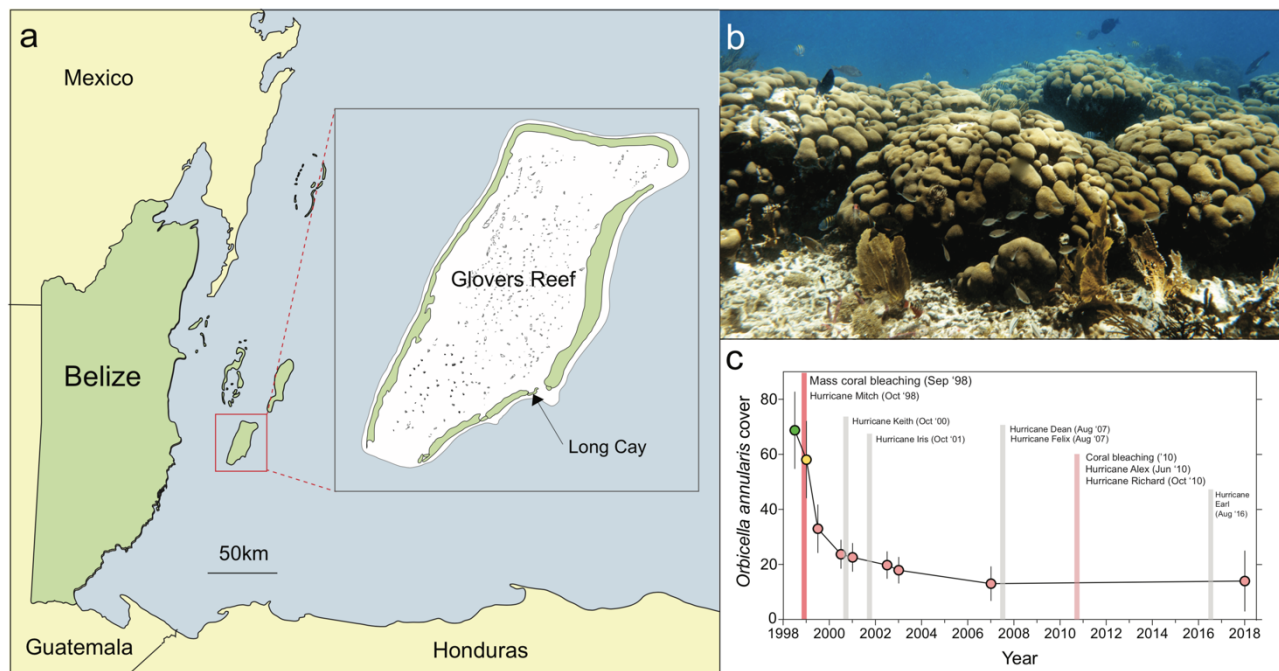 a
Mexico
Belize
Guatemala
Honduras
50km
Glovers Reef
Long Cay
b
c
Mass coral bleaching (Sep '98)
Hurricane Mitch (Oct '98)
Hurricane Keith (Oct '00)
Hurricane Iris (Oct '01)
Hurricane Dean (Aug '07)
Hurricane Felix (Aug '07)
Coral bleaching ('10)
Hurricane Alex (Jun '10)
Hurricane Richard (Oct '10)
Hurricane
Earl
(Aug '16)
Orbicella annularis cover
80
60
40
20
0
1998 2000 2002 2004 2006 2008 2010 2012 2014 2016 2018
Year